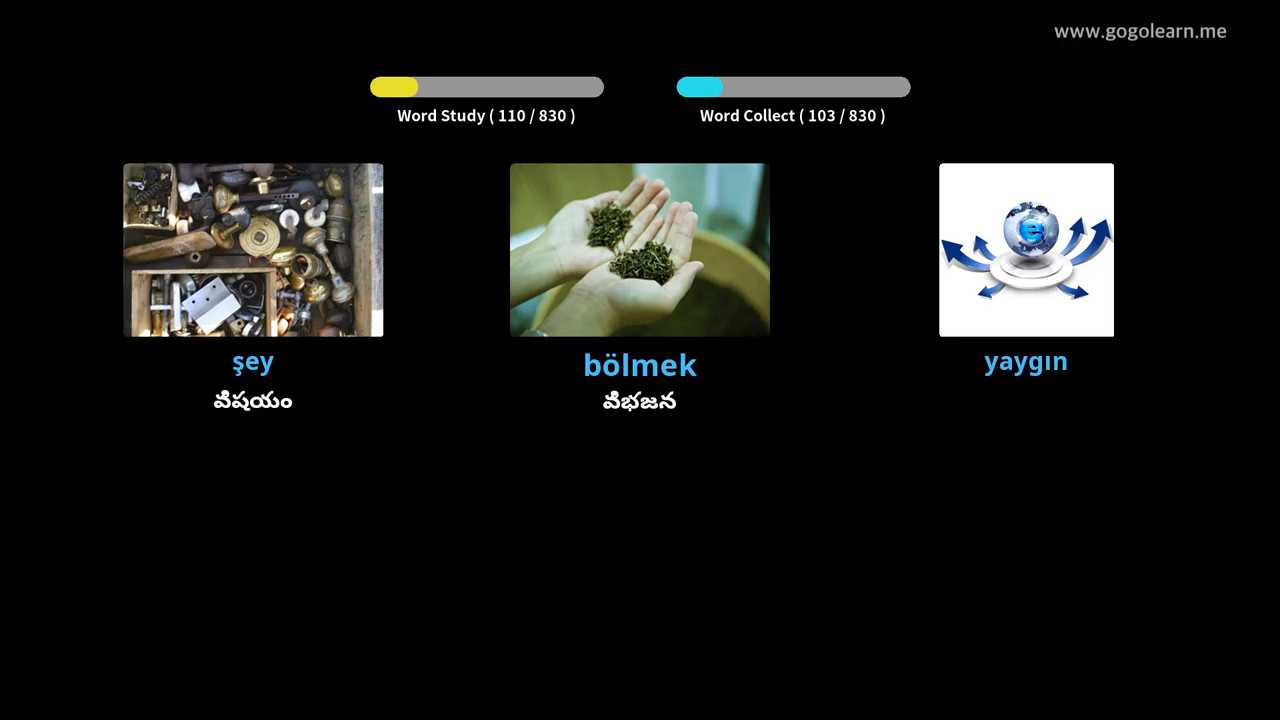 www.gogolearn.me
Word Study ( 110 / 830 )
Word Collect ( 103 / 830 )
şey
bölmek
yaygın
విషయం
విభజన